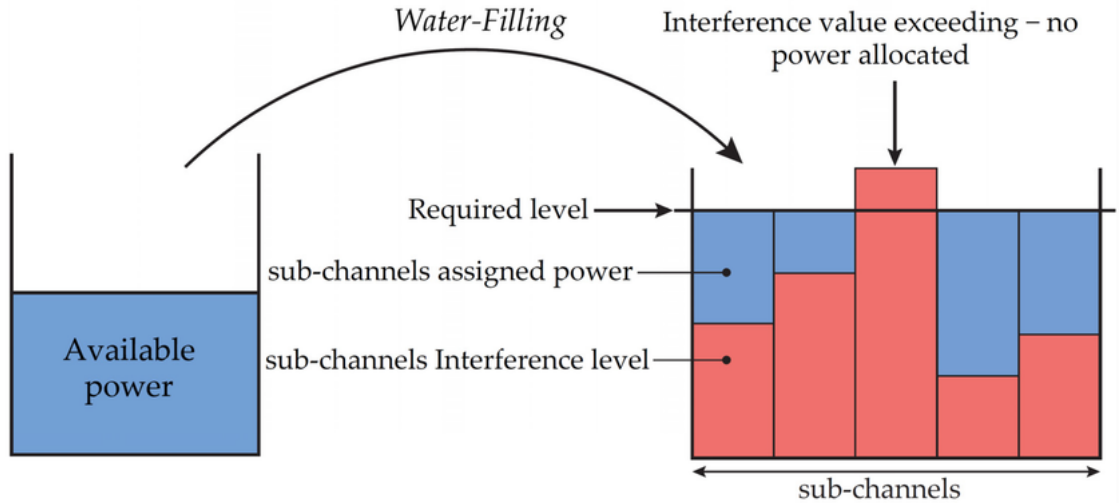 Water-Filling
Interference value exceeding – no
power allocated
Required level
sub-channels assigned power
Available
power
sub-channels Interference level
sub-channels